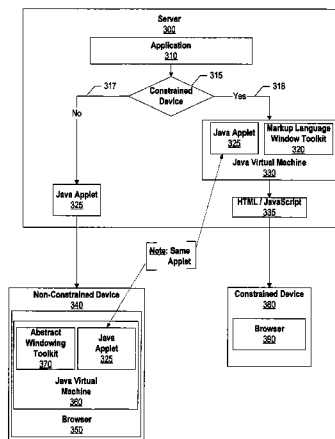 Server
300
Application
310
317
315
318
Constrained
Device
No
Yes
Java Applet
325
Markup Language
Window Toolkit
320
Java Virtual Machine
330
Java Applet
325
HTML / JavaScript
335
Note: Same
Applet
Non-Constrained Device
340
Abstract
Windowing
Toolkit
370
Java
Applet
325
Java Virtual
Machine
360
Browser
350
Constrained Device
380
Browser
390